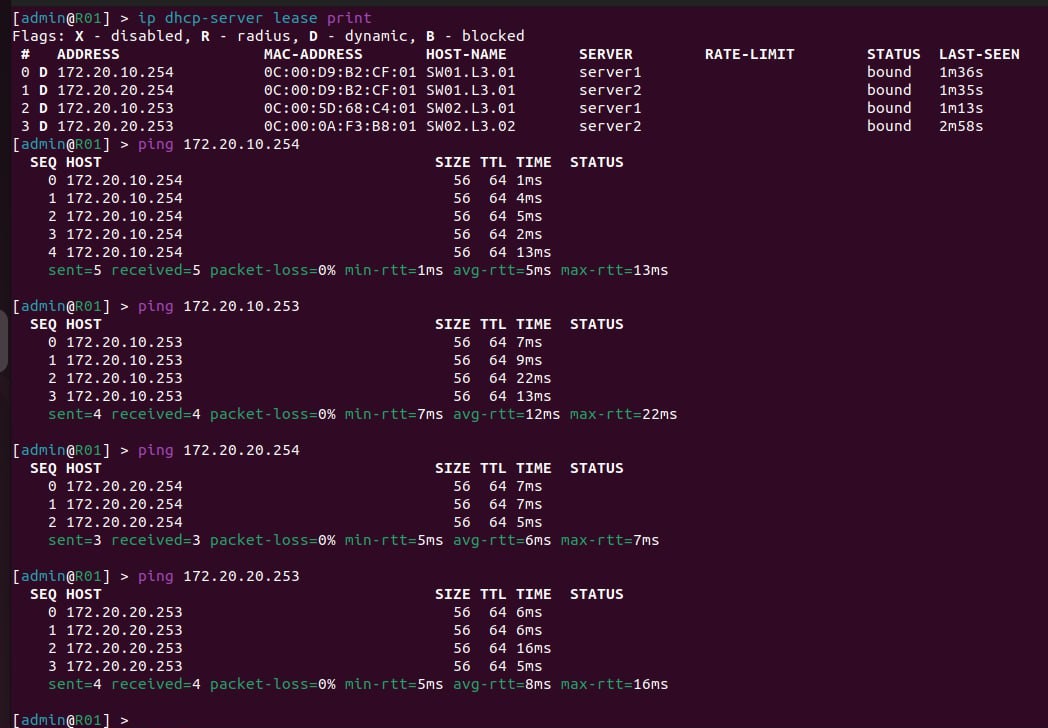 [admin@R01] > ip dhcp-server lease print
Flags: X - disabled, R - radius, D - dynamic, B - blocked
 #   ADDRESS                MAC-ADDRESS       HOST-NAME        SERVER        RATE-LIMIT        STATUS  LAST-SEEN
 0 D 172.20.10.254          0C:00:D9:B2:CF:01 SW01.L3.01       server1                         bound   1m36s
 1 D 172.20.20.254          0C:00:D9:B2:CF:01 SW01.L3.01       server2                         bound   1m35s
 2 D 172.20.10.253          0C:00:5D:68:C4:01 SW02.L3.01       server1                         bound   1m13s
 3 D 172.20.20.253          0C:00:0A:F3:B8:01 SW02.L3.02       server2                         bound   2m58s
[admin@R01] > ping 172.20.10.254
  SEQ HOST                                     SIZE TTL TIME  STATUS
    0 172.20.10.254                              56  64 1ms
    1 172.20.10.254                              56  64 4ms
    2 172.20.10.254                              56  64 5ms
    3 172.20.10.254                              56  64 2ms
    4 172.20.10.254                              56  64 13ms
    sent=5 received=5 packet-loss=0% min-rtt=1ms avg-rtt=5ms max-rtt=13ms
[admin@R01] > ping 172.20.10.253
  SEQ HOST                                     SIZE TTL TIME  STATUS
    0 172.20.10.253                              56  64 7ms
    1 172.20.10.253                              56  64 9ms
    2 172.20.10.253                              56  64 22ms
    3 172.20.10.253                              56  64 13ms
    sent=4 received=4 packet-loss=0% min-rtt=7ms avg-rtt=12ms max-rtt=22ms
[admin@R01] > ping 172.20.20.254
  SEQ HOST                                     SIZE TTL TIME  STATUS
    0 172.20.20.254                              56  64 7ms
    1 172.20.20.254                              56  64 7ms
    2 172.20.20.254                              56  64 5ms
    sent=3 received=3 packet-loss=0% min-rtt=5ms avg-rtt=6ms max-rtt=7ms
[admin@R01] > ping 172.20.20.253
  SEQ HOST                                     SIZE TTL TIME  STATUS
    0 172.20.20.253                              56  64 6ms
    1 172.20.20.253                              56  64 6ms
    2 172.20.20.253                              56  64 16ms
    3 172.20.20.253                              56  64 5ms
    sent=4 received=4 packet-loss=0% min-rtt=5ms avg-rtt=8ms max-rtt=16ms
[admin@R01] >